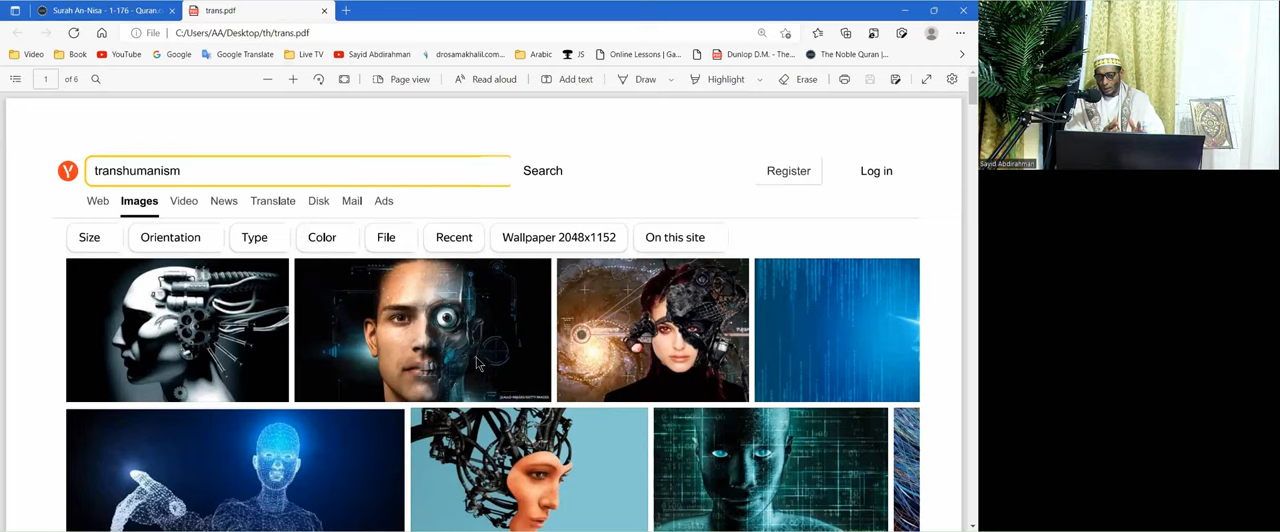 Surah An-Nisa - 1-176 - Quran.c
trans.pdf
File C:/Users/AA/Desktop/th/trans.pdf
Video Book YouTube Google Google Translate Live TV Sayid Abdirahman drosamakhalil.com... Arabic JS Online Lessons | Ga... Dunlop D.M. - The... The Noble Quran |...
1 of 6 Page view Read aloud Add text Draw Highlight Erase
Sayid Abdirahman
Y transhumanism Search Register Log in
Web Images Video News Translate Disk Mail Ads
Size Orientation Type Color File Recent Wallpaper 2048x1152 On this site